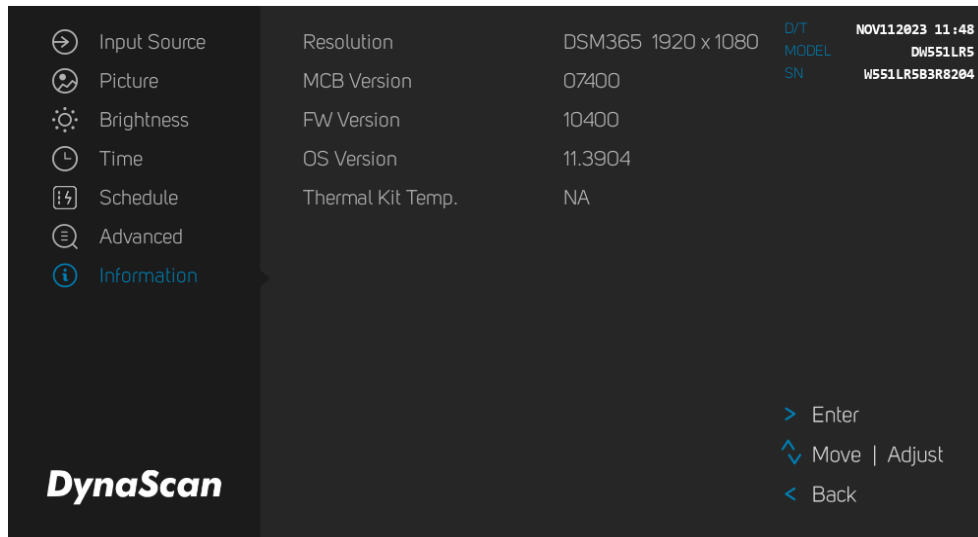 Input Source
Picture
Brightness
Time
Schedule
Advanced
Information
DynaScan
Resolution DSM365 1920 x 1080
MCB Version 07400
FW Version 10400
OS Version 11.3904
Thermal Kit Temp. NA
D/T NOV112023 11:48
MODEL DW551LR5
SN W551LR5B3R8204
> Enter
Move | Adjust
< Back